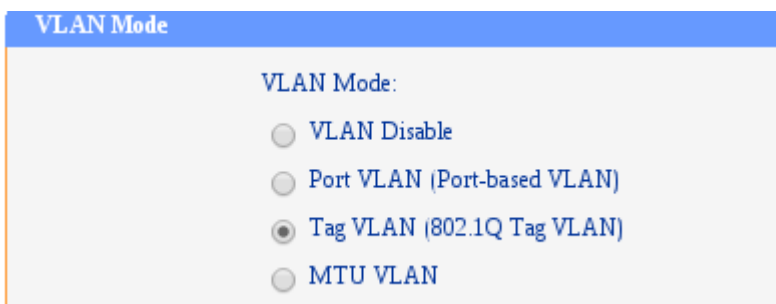 VLAN Mode
VLAN Mode:
VLAN Disable
Port VLAN (Port-based VLAN)
Tag VLAN (802.1Q Tag VLAN)
MTU VLAN